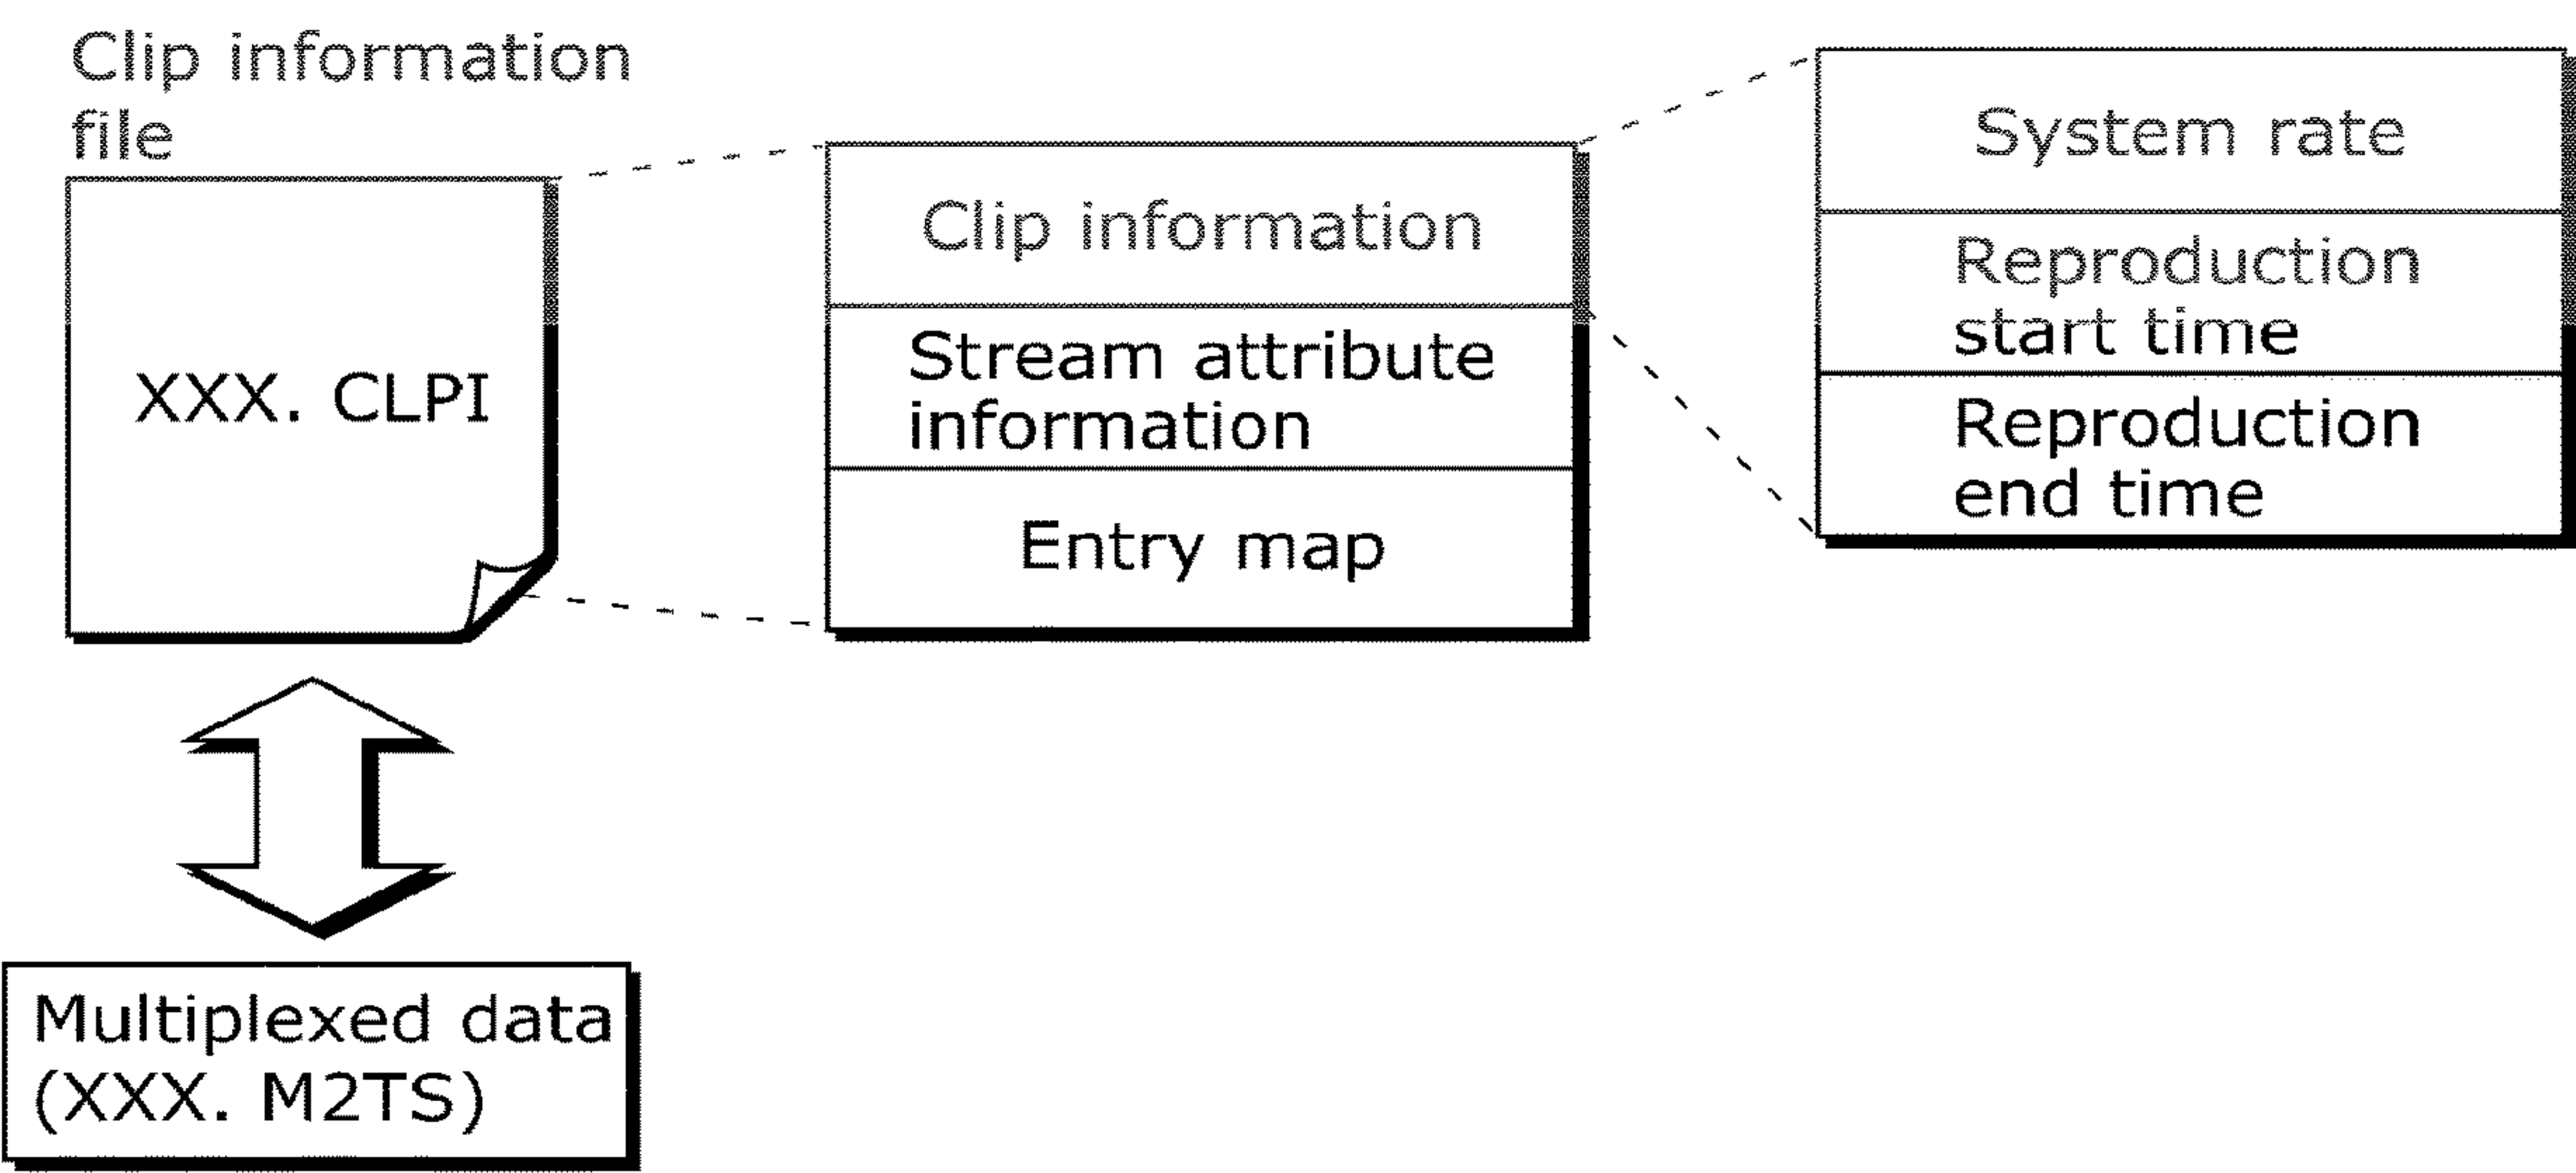 Clip information
file
XXX. CLPI
Multiplexed data
(XXX. M2TS)
Clip information
Stream attribute
information
Entry map
System rate
Reproduction
start time
Reproduction
end time